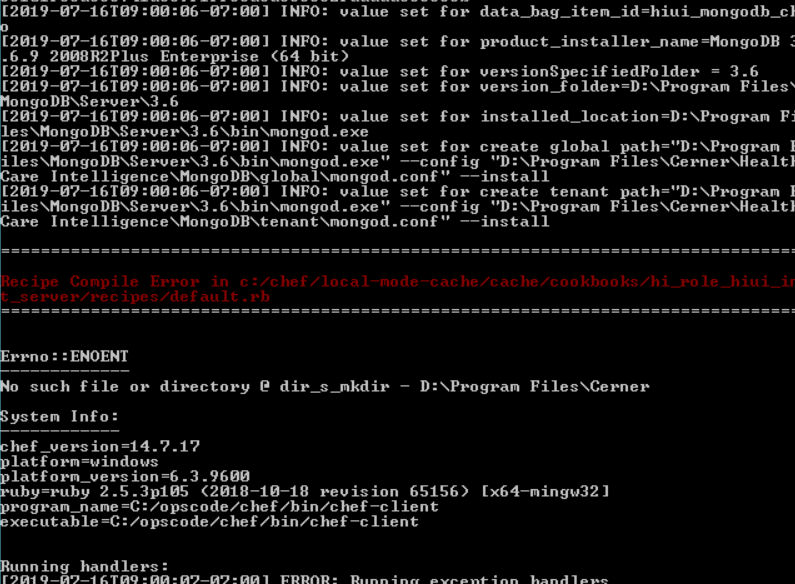 [2019-07-16T09:00:06-07:00] INFO: value set for data_bag_item_id=hiui_mongodb_ch
o
[2019-07-16T09:00:06-07:00] INFO: value set for product_installer_name=MongoDB 3
.6.9 2008R2Plus Enterprise (64 bit)
[2019-07-16T09:00:06-07:00] INFO: value set for versionSpecifiedFolder = 3.6
[2019-07-16T09:00:06-07:00] INFO: value set for version_folder=D:\Program Files\
MongoDB\Server\3.6
[2019-07-16T09:00:06-07:00] INFO: value set for installed_location=D:\Program Fi
les\MongoDB\Server\3.6\bin\mongod.exe
[2019-07-16T09:00:06-07:00] INFO: value set for create global path="D:\Program F
iles\MongoDB\Server\3.6\bin\mongod.exe" --config "D:\Program Files\Cerner\Health
Care Intelligence\MongoDB\global\mongod.conf" --install
[2019-07-16T09:00:06-07:00] INFO: value set for create tenant path="D:\Program F
iles\MongoDB\Server\3.6\bin\mongod.exe" --config "D:\Program Files\Cerner\Health
Care Intelligence\MongoDB\tenant\mongod.conf" --install
================================================================================
Recipe Compile Error in c:/chef/local-mode-cache/cache/cookbooks/hi_role_hiui_in
t_server/recipes/default.rb
================================================================================
Errno::ENOENT
-------------
No such file or directory @ dir_s_mkdir - D:\Program Files\Cerner
System Info:
------------
chef_version=14.7.17
platform=windows
platform_version=6.3.9600
ruby=ruby 2.5.3p105 (2018-10-18 revision 65156) [x64-mingw32]
program_name=C:/opscode/chef/bin/chef-client
executable=C:/opscode/chef/bin/chef-client
Running handlers:
[2019-07-16T09:00:07-07:00] ERROR: Running exception handlers